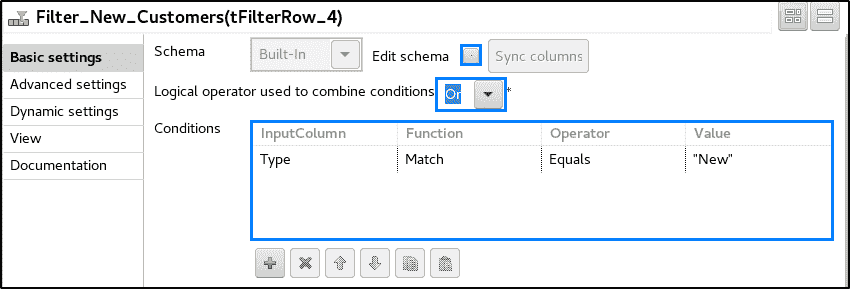 Filter_New_Customers(tFilterRow_4)
Basic settings
Advanced settings
Dynamic settings
View
Documentation
Schema Built-In Edit schema Sync columns
Logical operator used to combine conditions Or *
Conditions
InputColumn Function Operator Value
Type Match Equals "New"